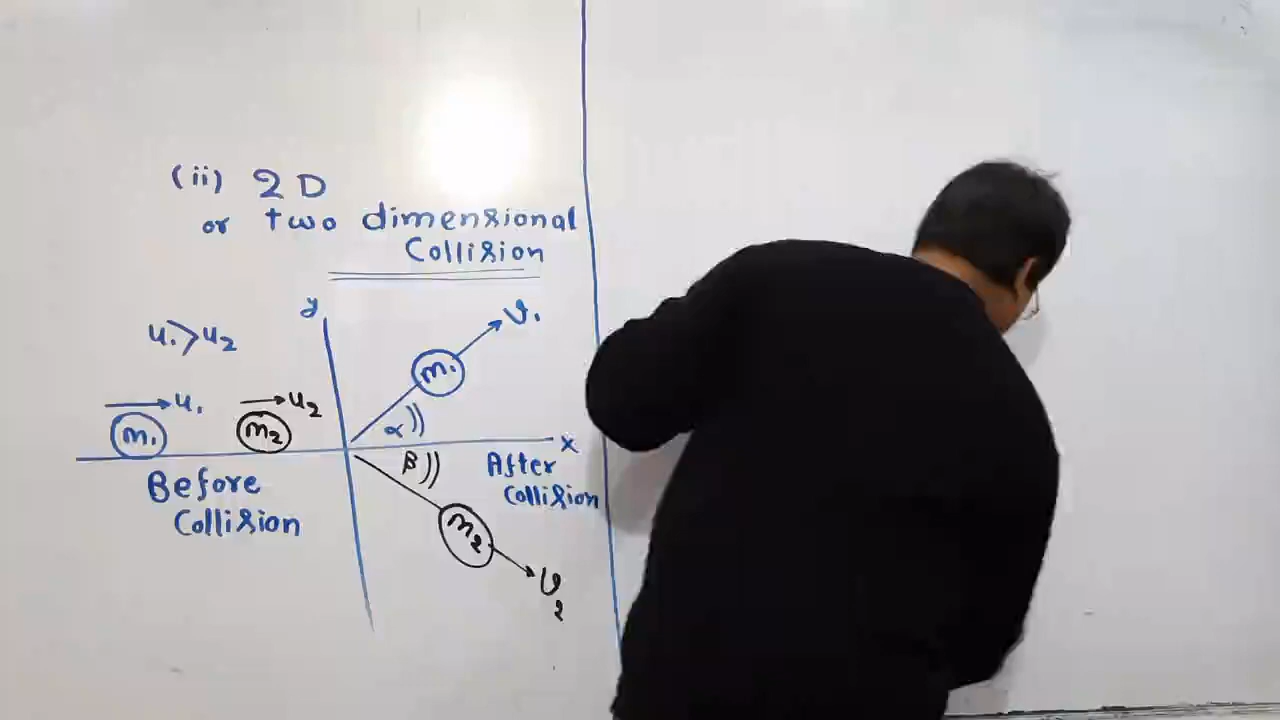 (ii) 2D
or two dimensional
Collision
y
u₁>u₂
v₁
m₁
u₁
u₂
m₁
m₂
α
x
β
Before
Collision
After
Collision
m₂
v₂